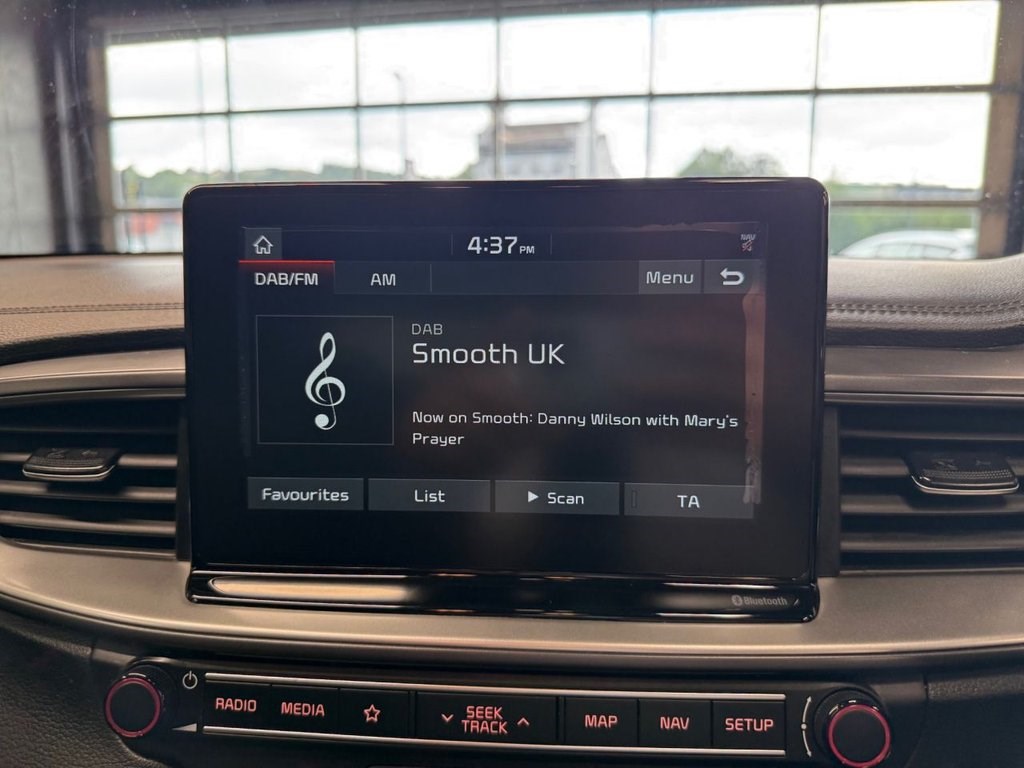 4:37 PM
NAV
DAB/FM
AM
Menu
DAB
Smooth UK
Now on Smooth: Danny Wilson with Mary's
Prayer
Favourites
List
Scan
TA
Bluetooth
RADIO
MEDIA
SEEK
TRACK
MAP
NAV
SETUP